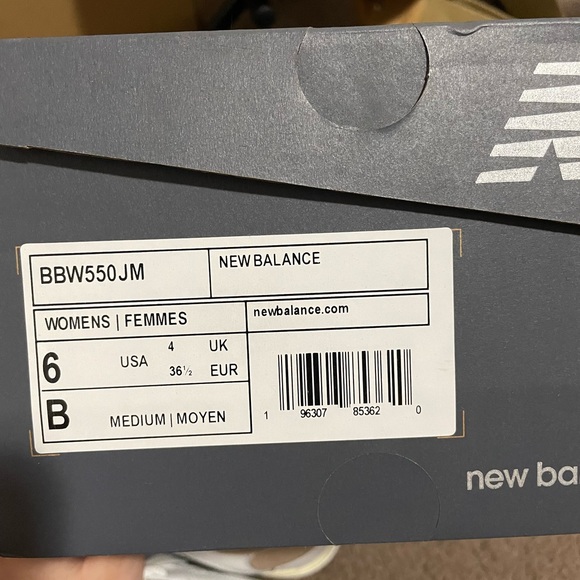 BBW550JM
NEW BALANCE
WOMENS | FEMMES
newbalance.com
6 USA 4 UK
36½ EUR
B MEDIUM | MOYEN
1 96307 85362 0
new ba